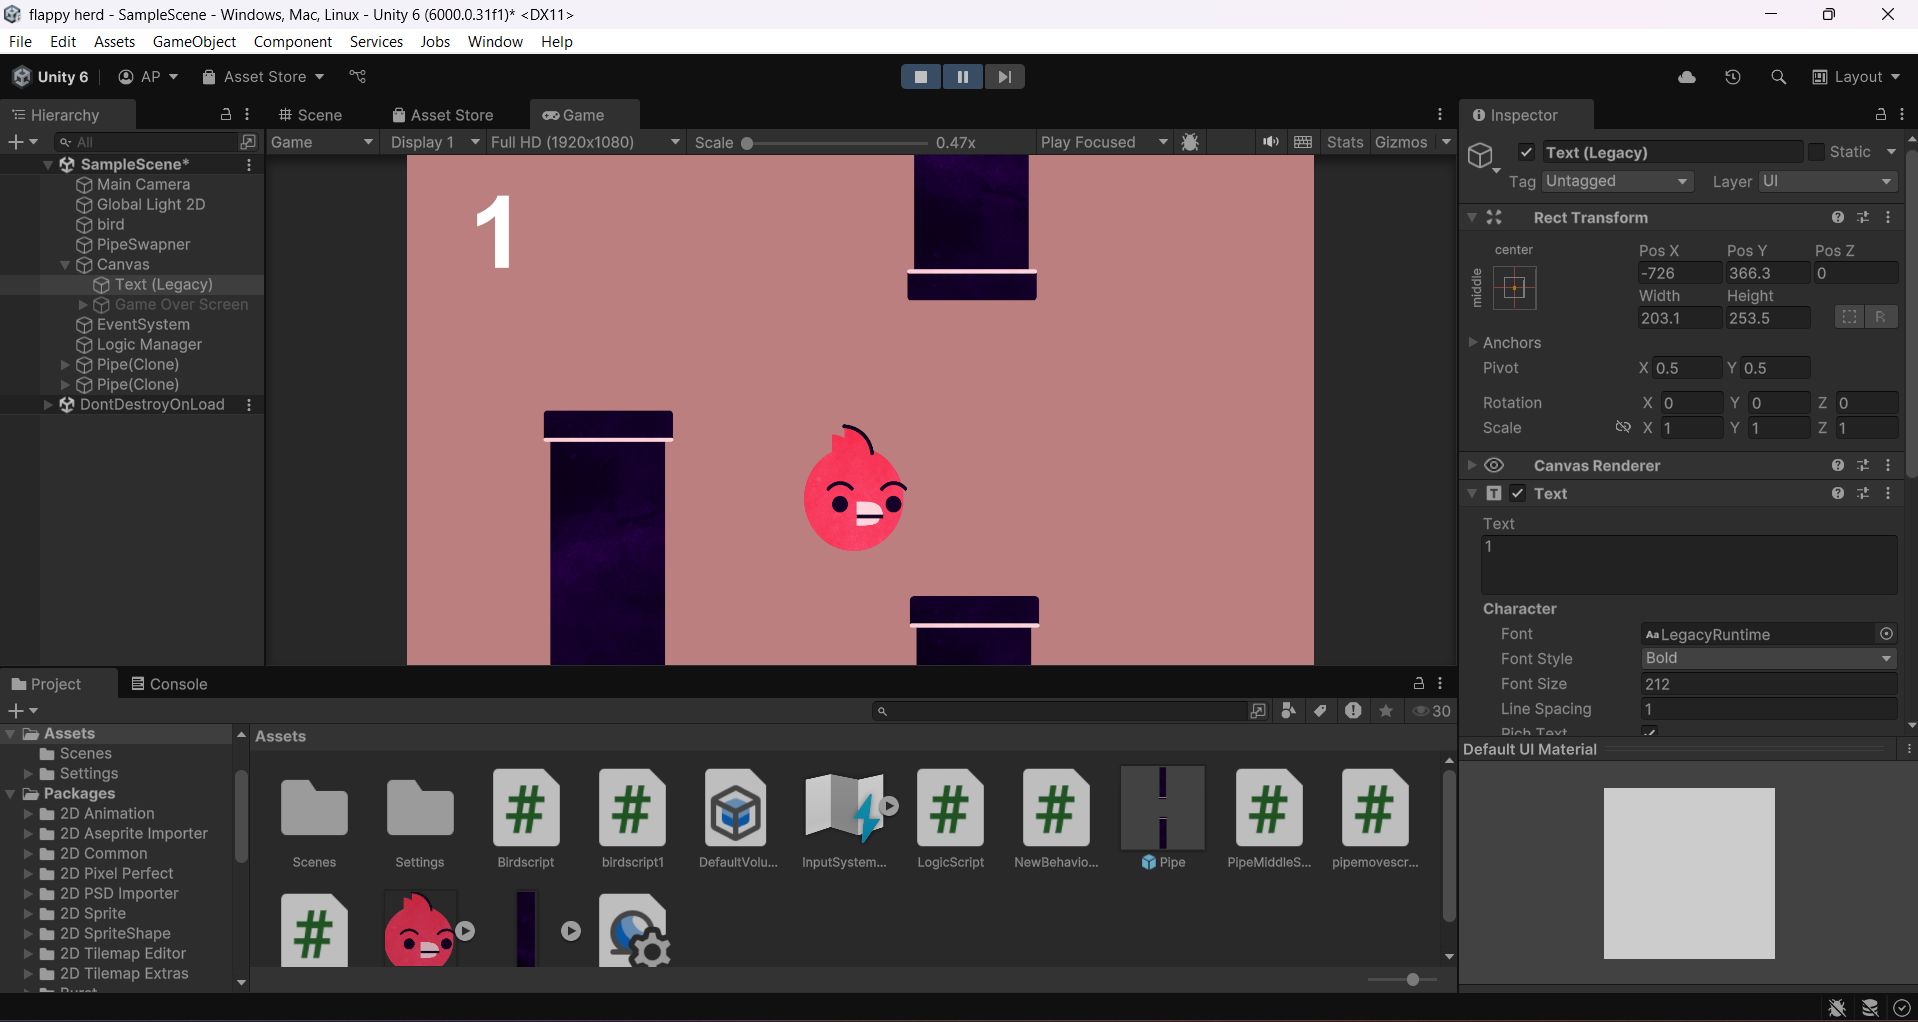 flappy herd - SampleScene - Windows, Mac, Linux - Unity 6 (6000.0.31f1)* <DX11>
File Edit Assets GameObject Component Services Jobs Window Help
Unity 6 AP Asset Store Layout
Hierarchy
All
SampleScene*
Main Camera
Global Light 2D
bird
PipeSwapner
Canvas
Text (Legacy)
Game Over Screen
EventSystem
Logic Manager
Pipe(Clone)
Pipe(Clone)
DontDestroyOnLoad
Scene Asset Store Game
Game Display 1 Full HD (1920x1080) Scale 0.47x Play Focused Stats Gizmos
1
Inspector
Text (Legacy) Static
Tag Untagged Layer UI
Rect Transform
center
middle
Pos X Pos Y Pos Z
-726 366.3 0
Width Height
203.1 253.5 R
Anchors
Pivot X 0.5 Y 0.5
Rotation X 0 Y 0 Z 0
Scale X 1 Y 1 Z 1
Canvas Renderer
Text
Text
1
Character
Font Aa LegacyRuntime
Font Style Bold
Font Size 212
Line Spacing 1
Rich Text
Default UI Material
Project Console
30
Assets
Scenes
Settings
Packages
2D Animation
2D Aseprite Importer
2D Common
2D Pixel Perfect
2D PSD Importer
2D Sprite
2D SpriteShape
2D Tilemap Editor
2D Tilemap Extras
Assets
Scenes Settings Birdscript birdscript1 DefaultVolu... InputSystem... LogicScript NewBehavio... Pipe PipeMiddleS... pipemovescr...